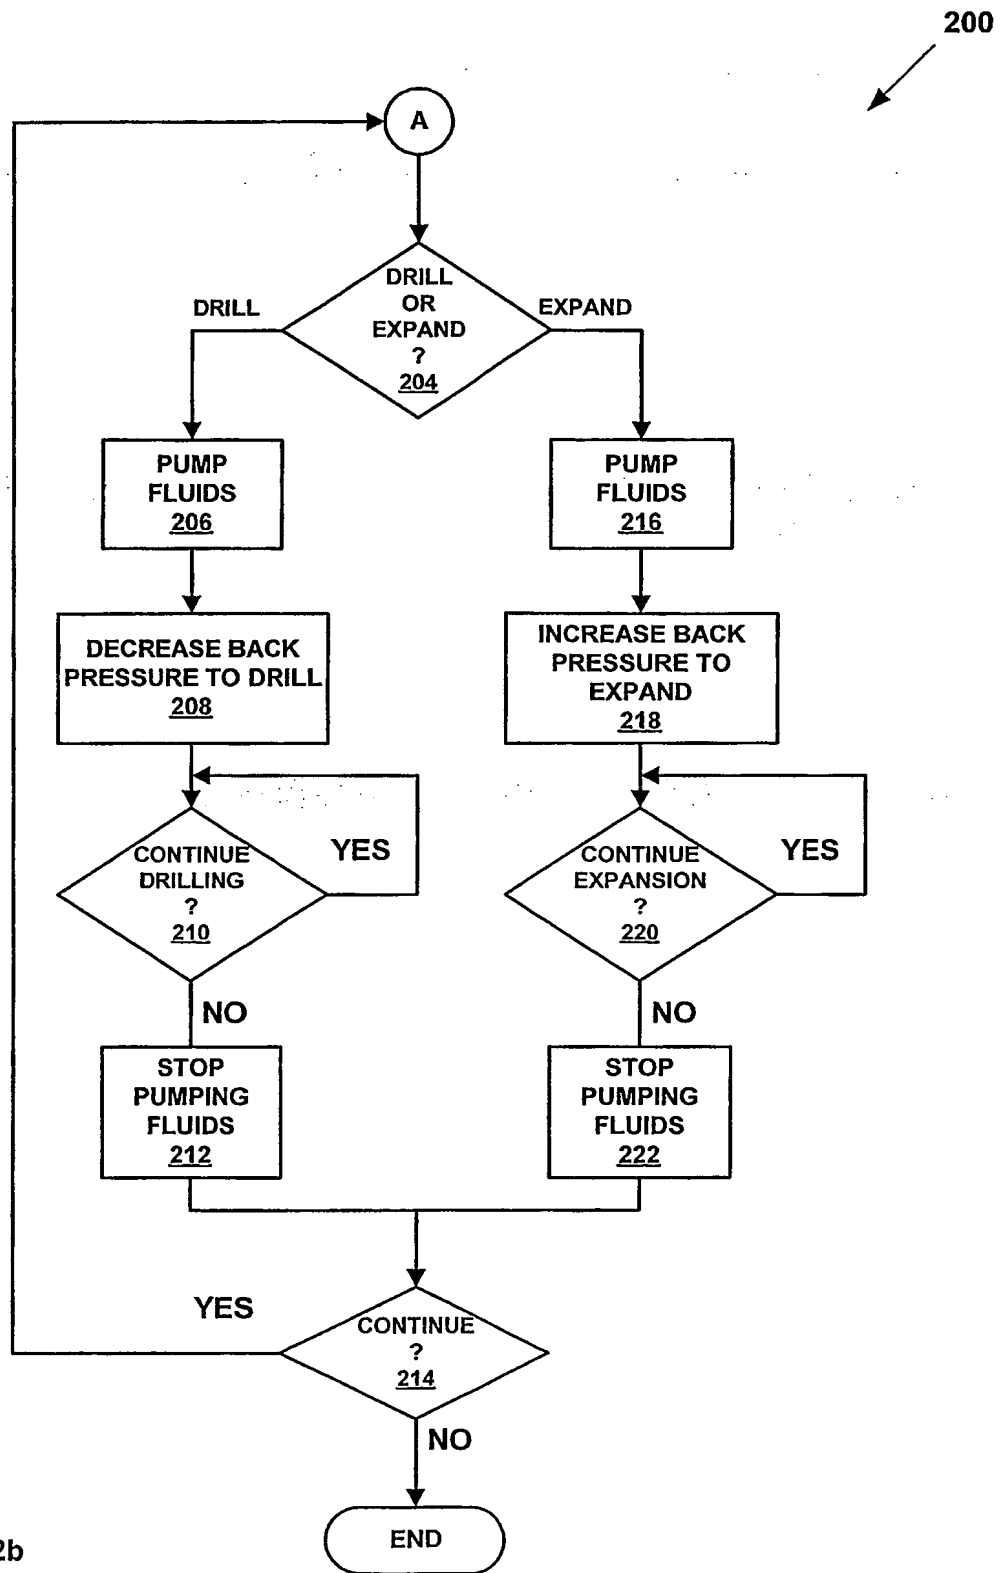 200
A
DRILL
OR
EXPAND
?
204
DRILL
EXPAND
PUMP
FLUIDS
206
PUMP
FLUIDS
216
DECREASE BACK
PRESSURE TO DRILL
208
INCREASE BACK
PRESSURE TO
EXPAND
218
CONTINUE
DRILLING
?
210
YES
CONTINUE
EXPANSION
?
220
YES
NO
NO
STOP
PUMPING
FLUIDS
212
STOP
PUMPING
FLUIDS
222
YES
CONTINUE
?
214
NO
END
2b